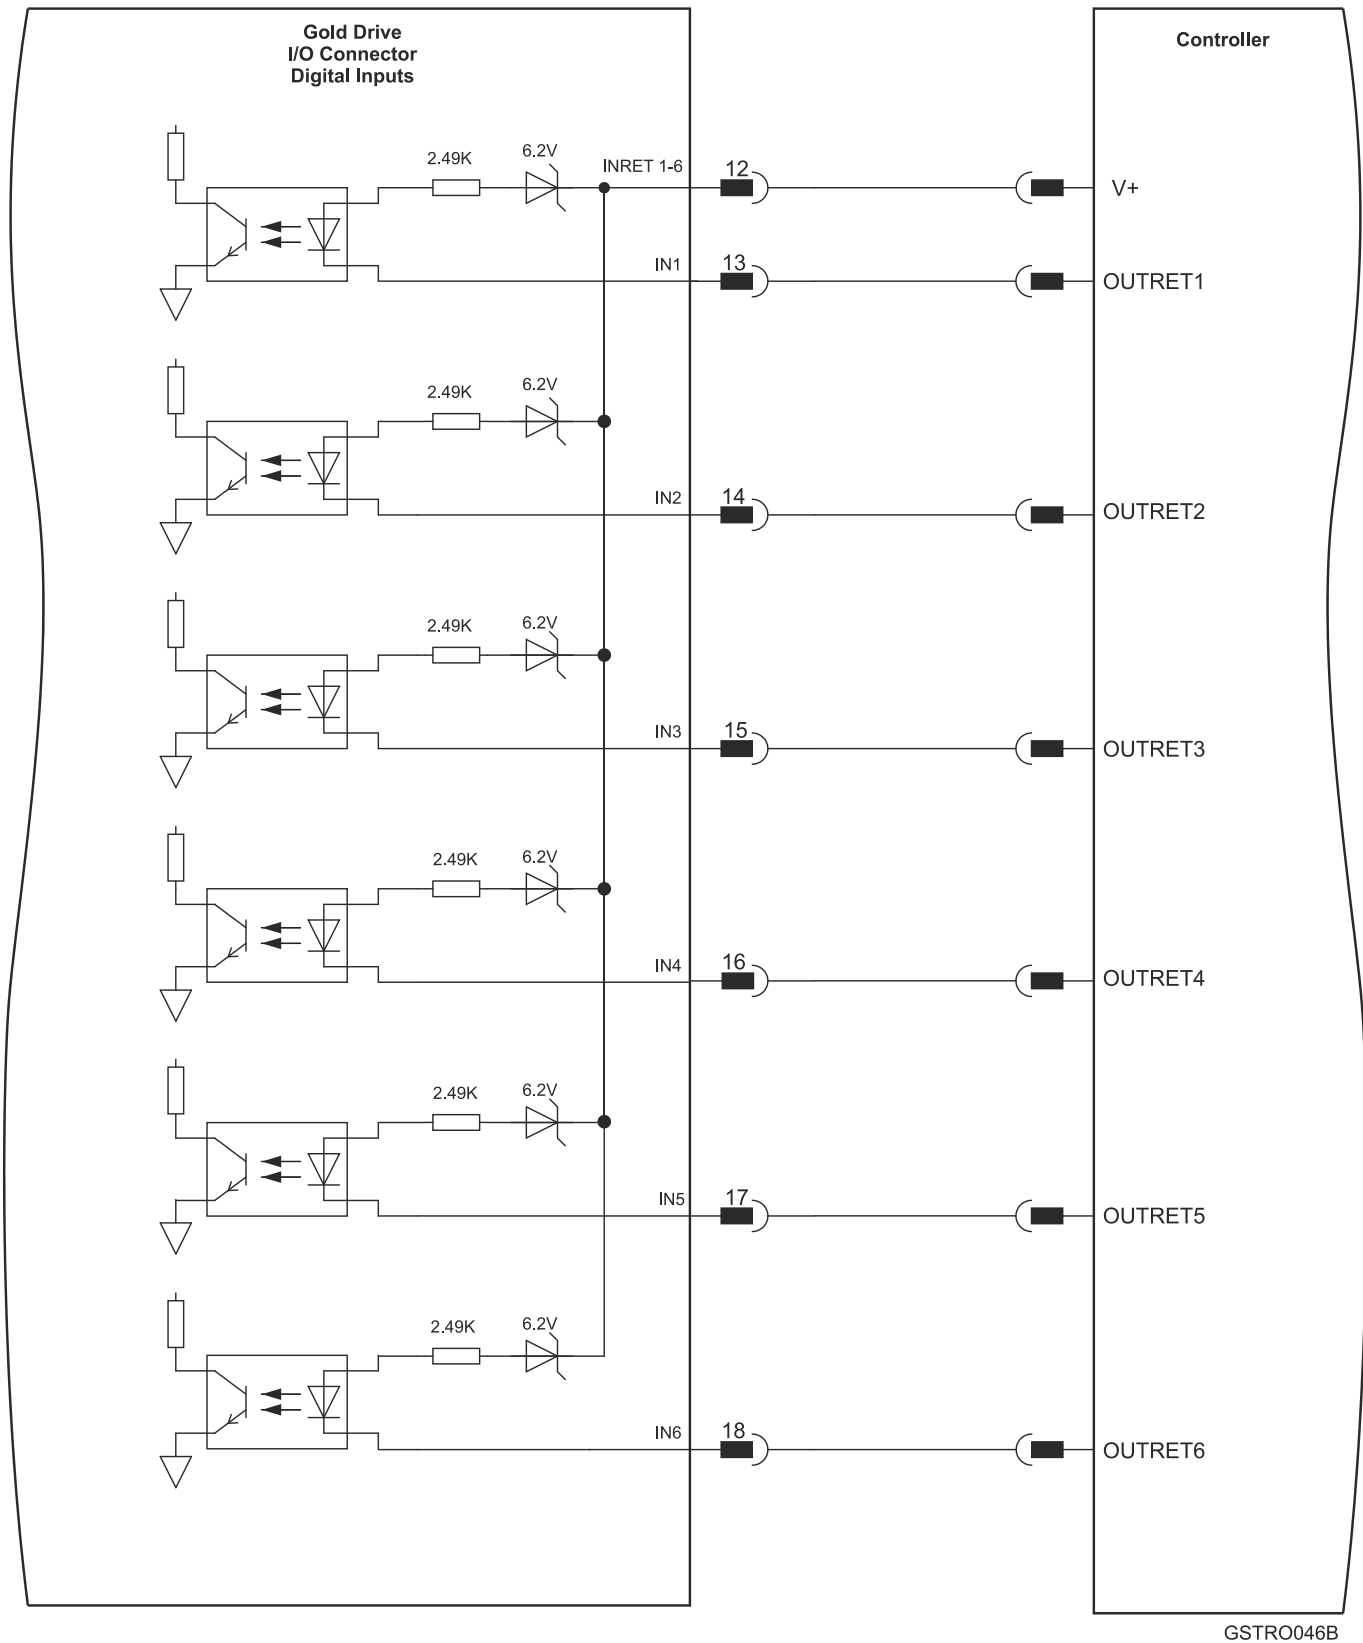 Gold Drive
I/O Connector
Digital Inputs
Controller
2.49K
6.2V
INRET 1-6
12
V+
IN1
13
OUTRET1
2.49K
6.2V
IN2
14
OUTRET2
2.49K
6.2V
IN3
15
OUTRET3
2.49K
6.2V
IN4
16
OUTRET4
2.49K
6.2V
IN5
17
OUTRET5
2.49K
6.2V
IN6
18
OUTRET6
GSTRO046B